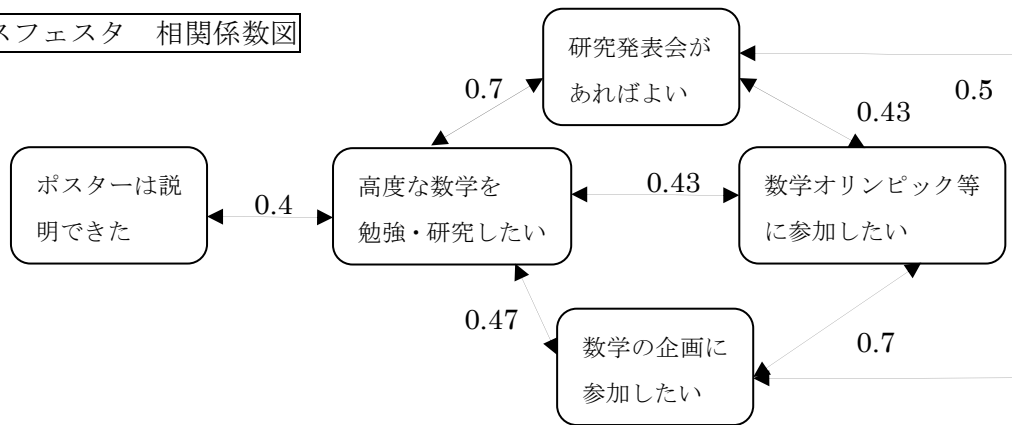 スフェスタ　相関係数図
研究発表会が
あればよい
0.7
0.5
0.43
ポスターは説
明できた
0.4
高度な数学を
勉強・研究したい
0.43
数学オリンピック等
に参加したい
0.47
数学の企画に
参加したい
0.7